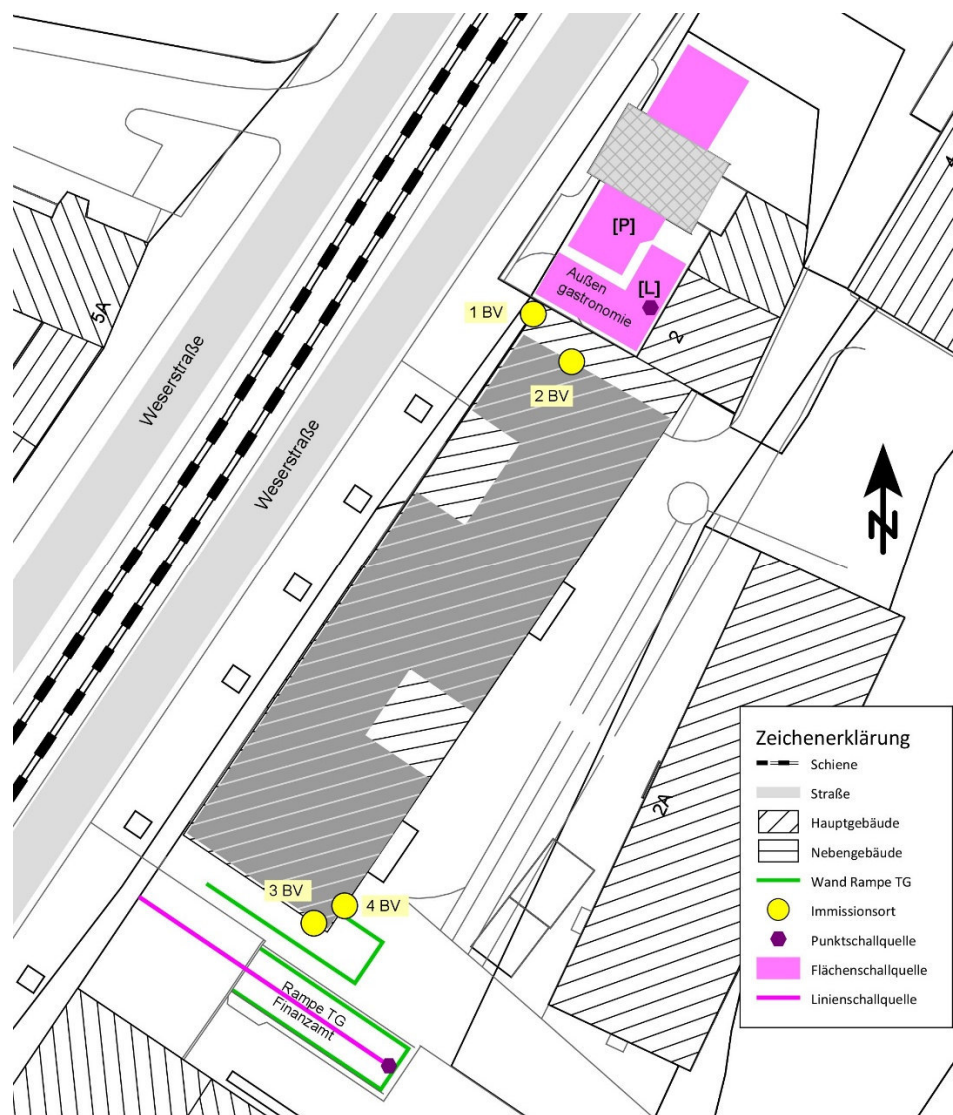 [P]
Außen
gastronomie
[L]
2
4
1 BV
2 BV
5A
Weserstraße
Weserstraße
N
2A
3 BV
4 BV
Rampe TG
Finanzamt
Zeichenerklärung
Schiene
Straße
Hauptgebäude
Nebengebäude
Wand Rampe TG
Immissionsort
Punktschallquelle
Flächenschallquelle
Linienschallquelle